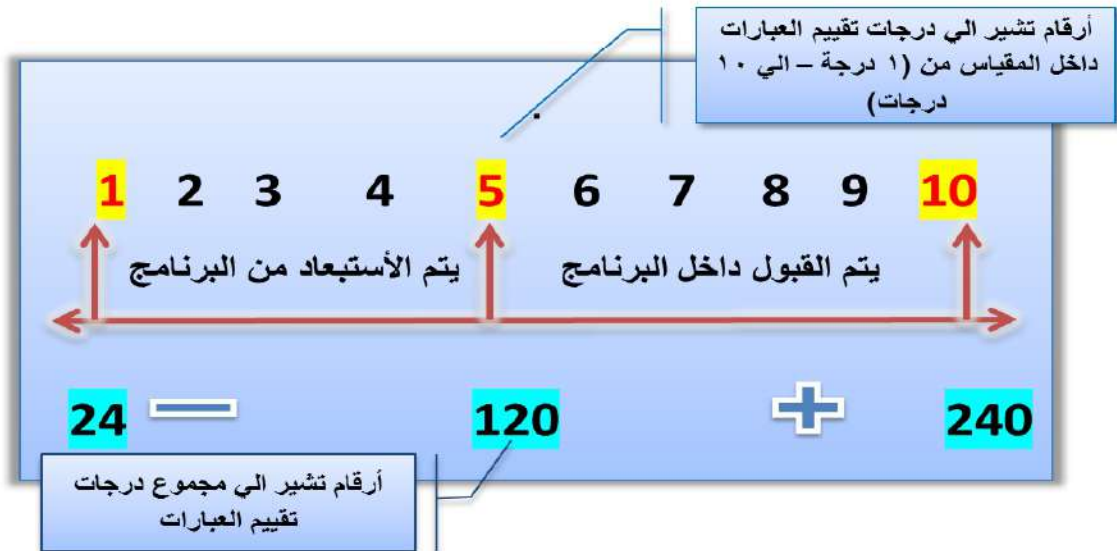 أرقام تشير الي درجات تقييم العبارات
داخل المقياس من (١ درجة – الي ١٠
درجات)
1 2 3 4 5 6 7 8 9 10
يتم الأستبعاد من البرنامج يتم القبول داخل البرنامج
24 120 240
أرقام تشير الي مجموع درجات
تقييم العبارات